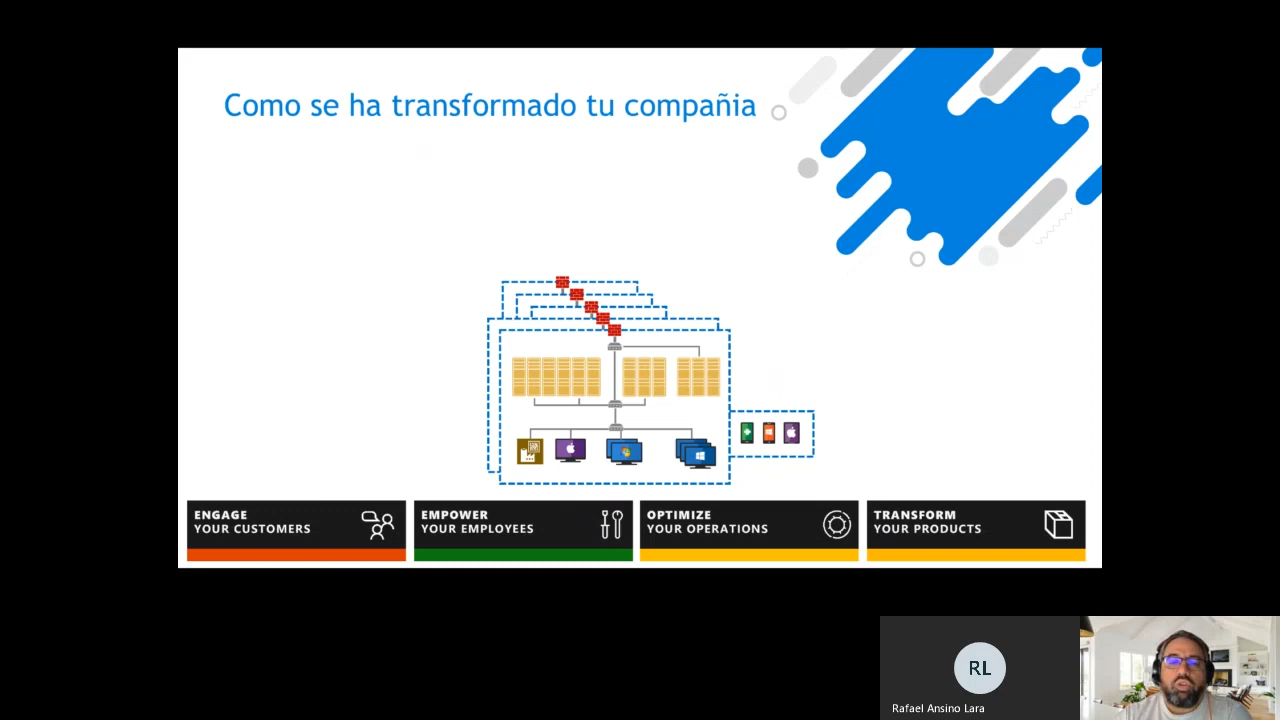 Como se ha transformado tu compañia
ENGAGE
YOUR CUSTOMERS
EMPOWER
YOUR EMPLOYEES
OPTIMIZE
YOUR OPERATIONS
TRANSFORM
YOUR PRODUCTS
RL
Rafael Ansino Lara